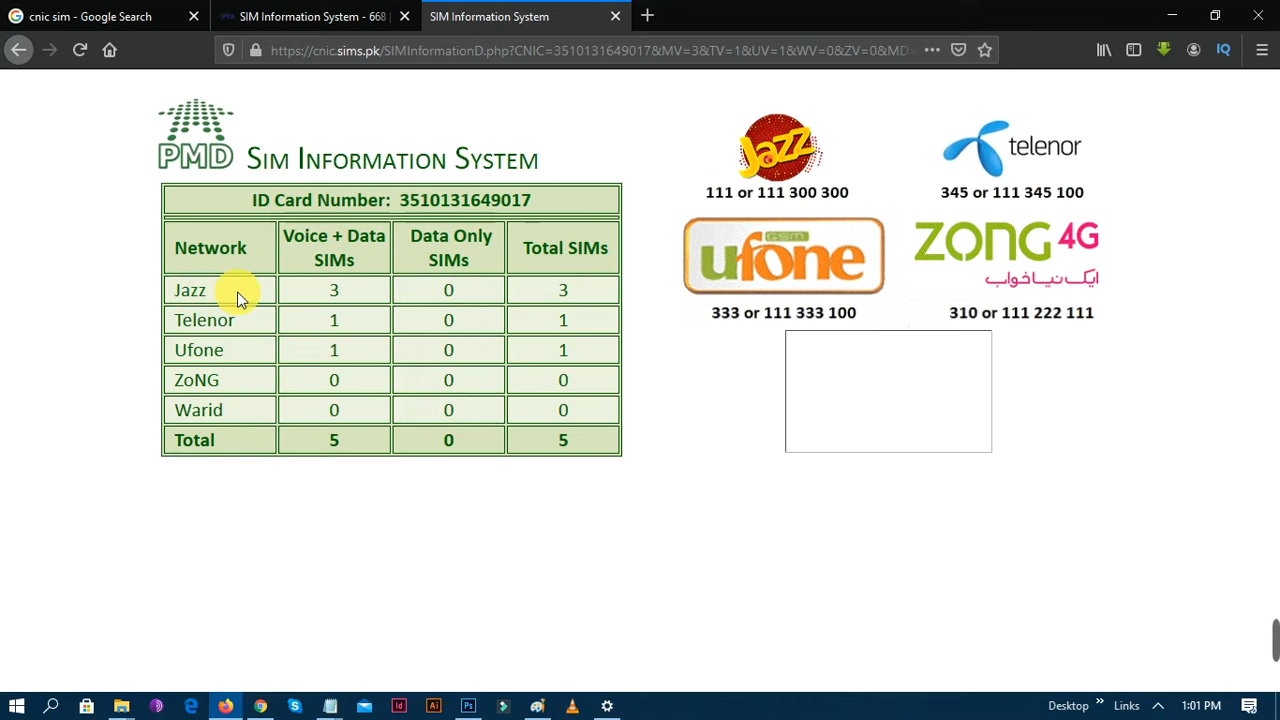 cnic sim - Google Search
SIM Information System - 668
SIM Information System
https://cnic.sims.pk/SIMInformationD.php?CNIC=3510131649017&MV=3&TV=1&UV=1&WV=0&ZV=0&MD=
IQ
PMD
SIM INFORMATION SYSTEM
ID Card Number: 3510131649017
Network Voice + Data SIMs Data Only SIMs Total SIMs
Jazz 3 0 3
Telenor 1 0 1
Ufone 1 0 1
ZoNG 0 0 0
Warid 0 0 0
Total 5 0 5
Jazz
111 or 111 300 300
telenor
345 or 111 345 100
GSM
ufone
333 or 111 333 100
ZONG 4G
ایک نیا خواب
310 or 111 222 111
Id
Ai
Ps
Desktop
Links
1:01 PM